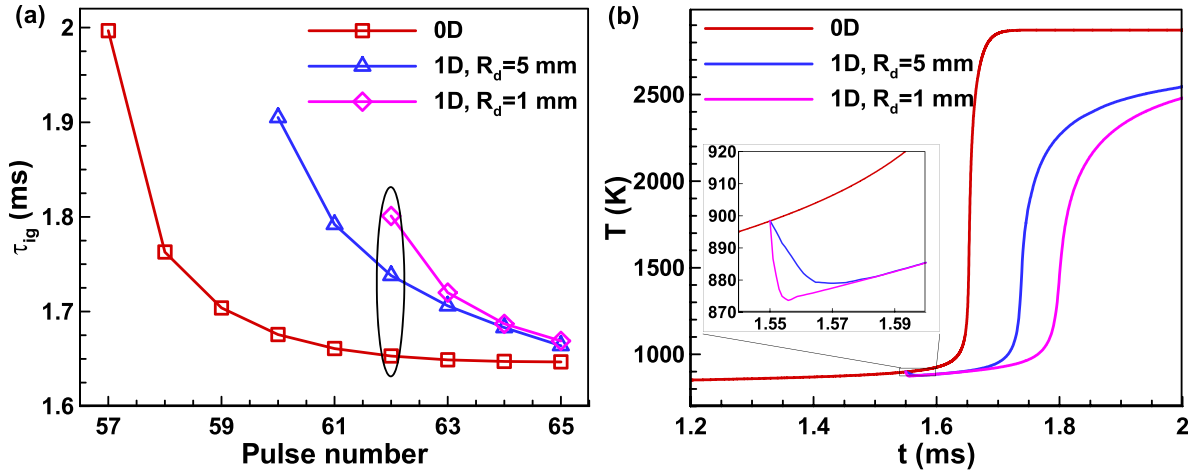 (a)
2
1.9
1.8
1.7
1.6
τig (ms)
57
59
61
63
65
Pulse number
0D
1D, Rd=5 mm
1D, Rd=1 mm
(b)
2500
2000
1500
1000
T (K)
1.2
1.4
1.6
1.8
2
t (ms)
0D
1D, Rd=5 mm
1D, Rd=1 mm
920
910
900
890
880
870
1.55
1.57
1.59